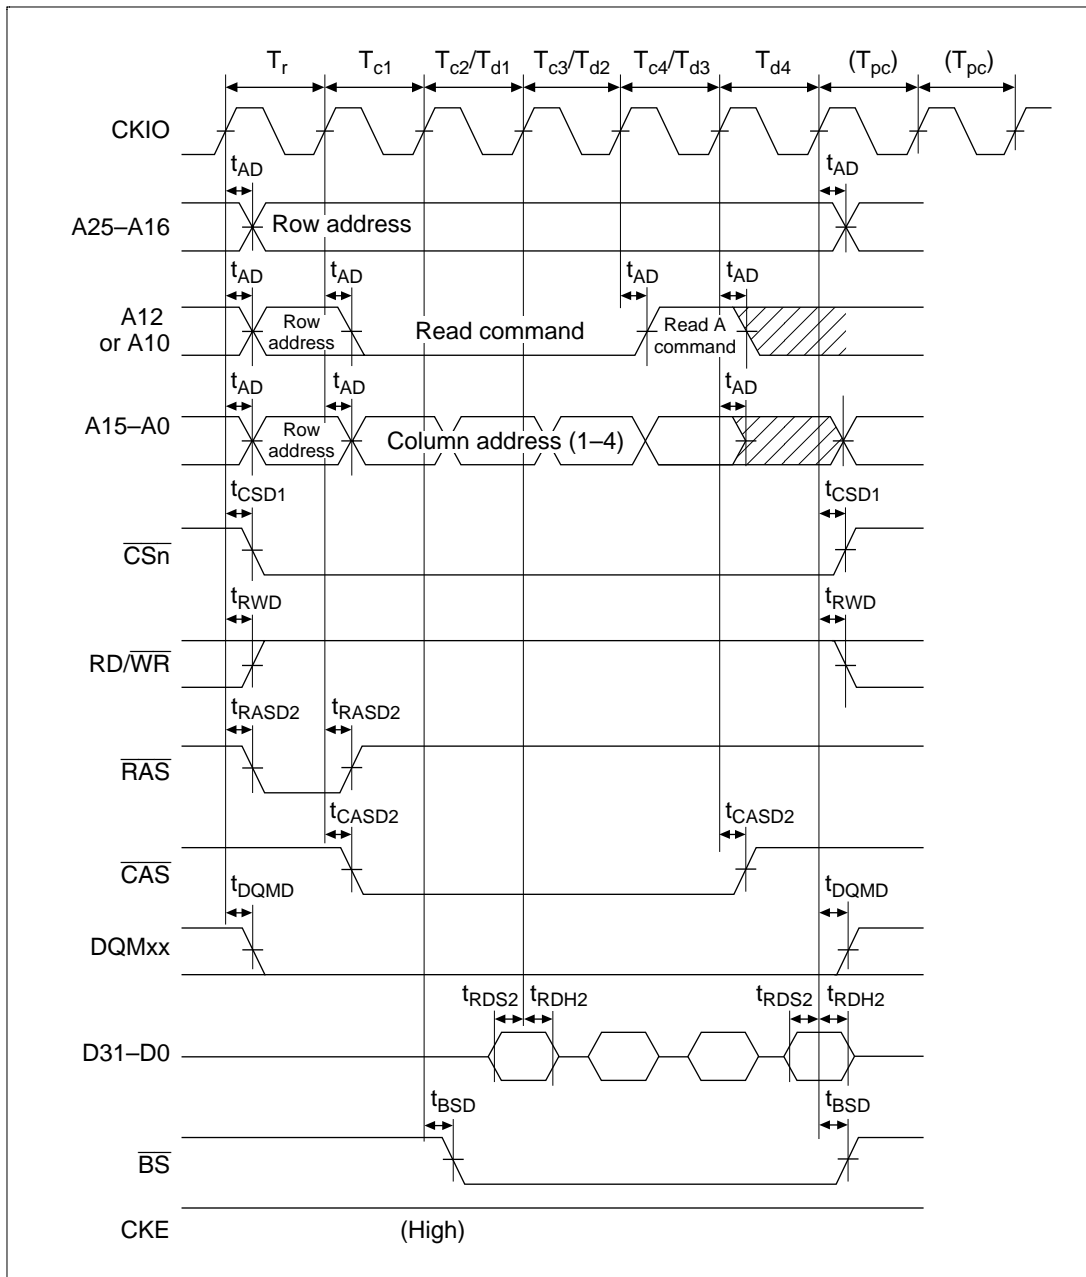 Tr Tc1 Tc2/Td1 Tc3/Td2 Tc4/Td3 Td4 (Tpc) (Tpc)
CKIO
tAD tAD
A25–A16 Row address
tAD tAD tAD tAD
A12 or A10 Row address Read command Read A command
tAD tAD tAD
A15–A0 Row address Column address (1–4)
tCSD1 tCSD1
CSn
tRWD tRWD
RD/WR
tRASD2 tRASD2
RAS
tCASD2 tCASD2
CAS
tDQMD tDQMD
DQMxx
tRDS2 tRDH2 tRDS2 tRDH2
D31–D0
tBSD tBSD
BS
CKE (High)